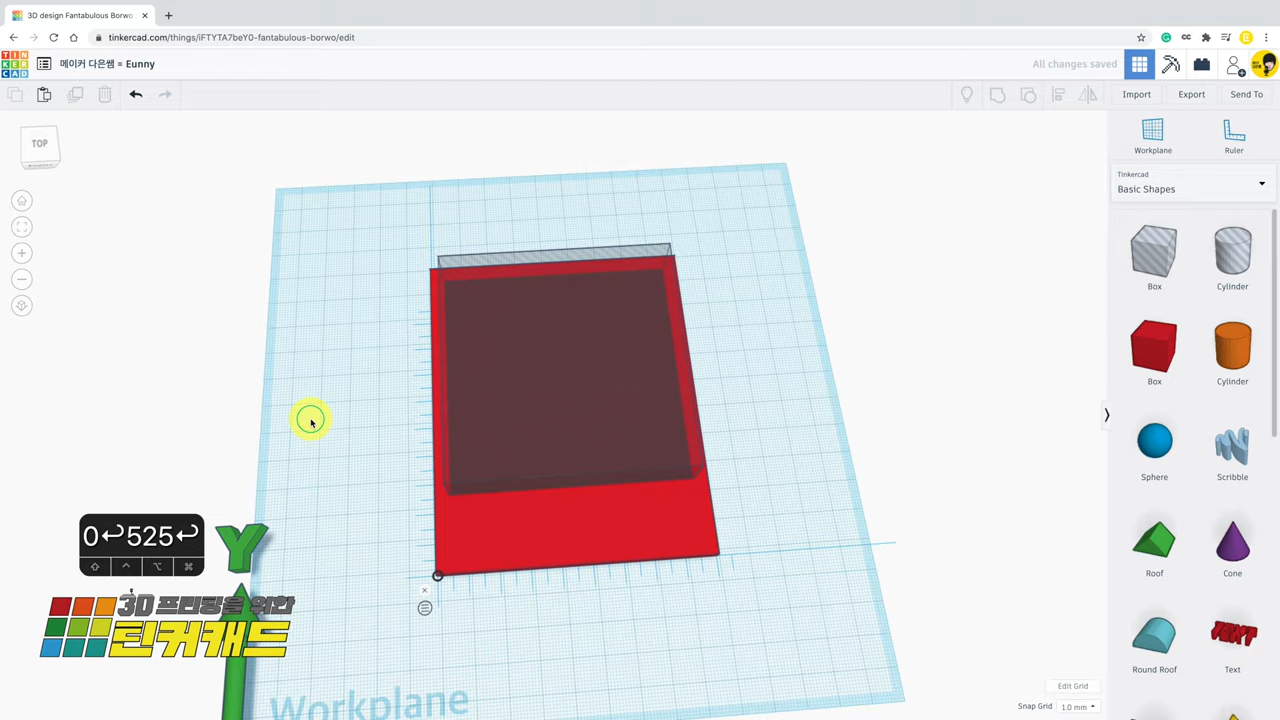 3D design Fantabulous Borwo
tinkercad.com/things/iFTYTA7beY0-fantabulous-borwo/edit
TIN
KER
CAD
메이커 다은쌤 = Eunny
All changes saved
Import
Export
Send To
TOP
Workplane
Ruler
Tinkercad
Basic Shapes
Box
Cylinder
Box
Cylinder
Sphere
Scribble
Roof
Cone
Round Roof
TEXT
Text
0↩525↩
Y
3D 프린팅을 위한
틴커캐드
Workplane
Edit Grid
Snap Grid
1.0 mm